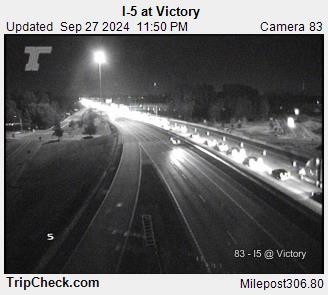 I-5 at Victory
Updated Sep 27 2024 11:50 PM Camera 83
T
S
83 - I5 @ Victory
TripCheck.com Milepost306.80